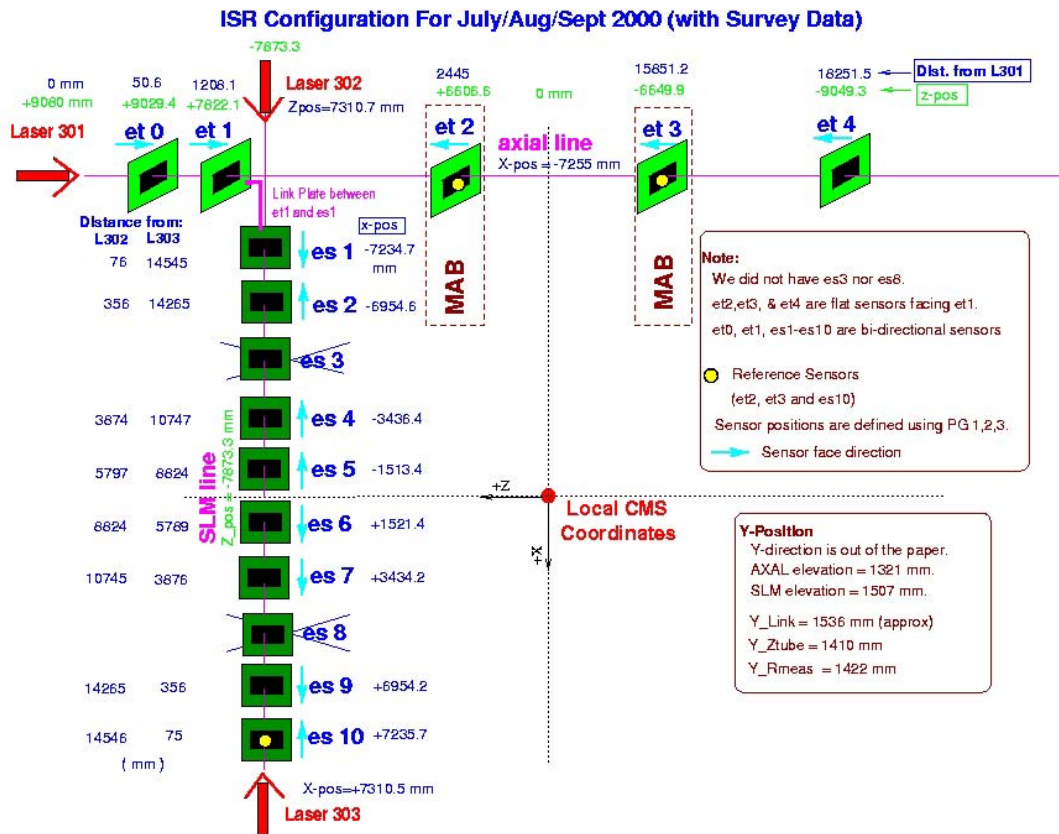 ISR Configuration For July/Aug/Sept 2000 (with Survey Data)
-7873.3
0 mm
50.6
1208.1
Laser 302
2445
15851.2
18251.5
Dist. from L301
+9080 mm
+9029.4
+7822.1
Zpos=7310.7 mm
+6606.6
0 mm
-6649.9
-9049.3
z-pos
Laser 301
et 0
et 1
et 2
axial line
et 3
et 4
X-pos = -7255 mm
Link Plate between
et1 and es1
Distance from:
L302 L303
x-pos
76 14545
es 1
-7234.7
mm
356 14265
es 2
-6954.6
MAB
MAB
es 3
3874 10747
es 4
-3436.4
5797 8824
es 5
-1513.4
SLM line
Z_pos = -7873.3 mm
8824 5789
es 6
+1521.4
10745 3876
es 7
+3434.2
es 8
14265 356
es 9
+6954.2
14546 75
es 10
+7235.7
( mm )
X-pos=+7310.5 mm
Laser 303
+Z
+X
Local CMS
Coordinates
Note:
We did not have es3 nor es8.
et2,et3, & et4 are flat sensors facing et1.
et0, et1, es1-es10 are bi-directional sensors
Reference Sensors
(et2, et3 and es10)
Sensor positions are defined using PG1,2,3.
Sensor face direction
Y-Position
Y-direction is out of the paper.
AXAL elevation = 1321 mm.
SLM elevation = 1507 mm.
Y_Link = 1536 mm (approx)
Y_Ztube = 1410 mm
Y_Rmeas = 1422 mm